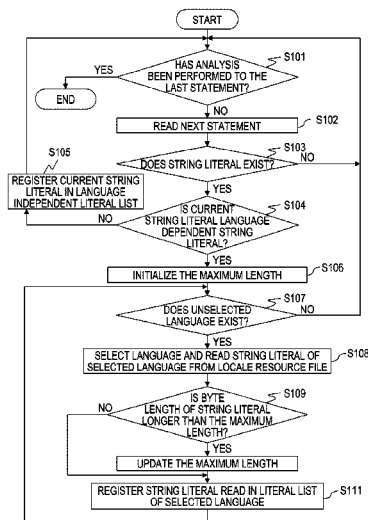 START
S101
HAS ANALYSIS
BEEN PERFORMED TO THE
LAST STATEMENT?
YES
END
NO
READ NEXT STATEMENT
S102
S103
DOES STRING LITERAL EXIST?
NO
YES
S105
REGISTER CURRENT STRING
LITERAL IN LANGUAGE
INDEPENDENT LITERAL LIST
S104
IS CURRENT
STRING LITERAL LANGUAGE
DEPENDENT STRING
LITERAL?
NO
YES
INITIALIZE THE MAXIMUM LENGTH
S106
S107
DOES UNSELECTED
LANGUAGE EXIST?
NO
YES
SELECT LANGUAGE AND READ STRING LITERAL OF
SELECTED LANGUAGE FROM LOCALE RESOURCE FILE
S108
S109
IS BYTE
LENGTH OF STRING LITERAL
LONGER THAN THE MAXIMUM
LENGTH?
NO
YES
UPDATE THE MAXIMUM LENGTH
S111
REGISTER STRING LITERAL READ IN LITERAL LIST
OF SELECTED LANGUAGE